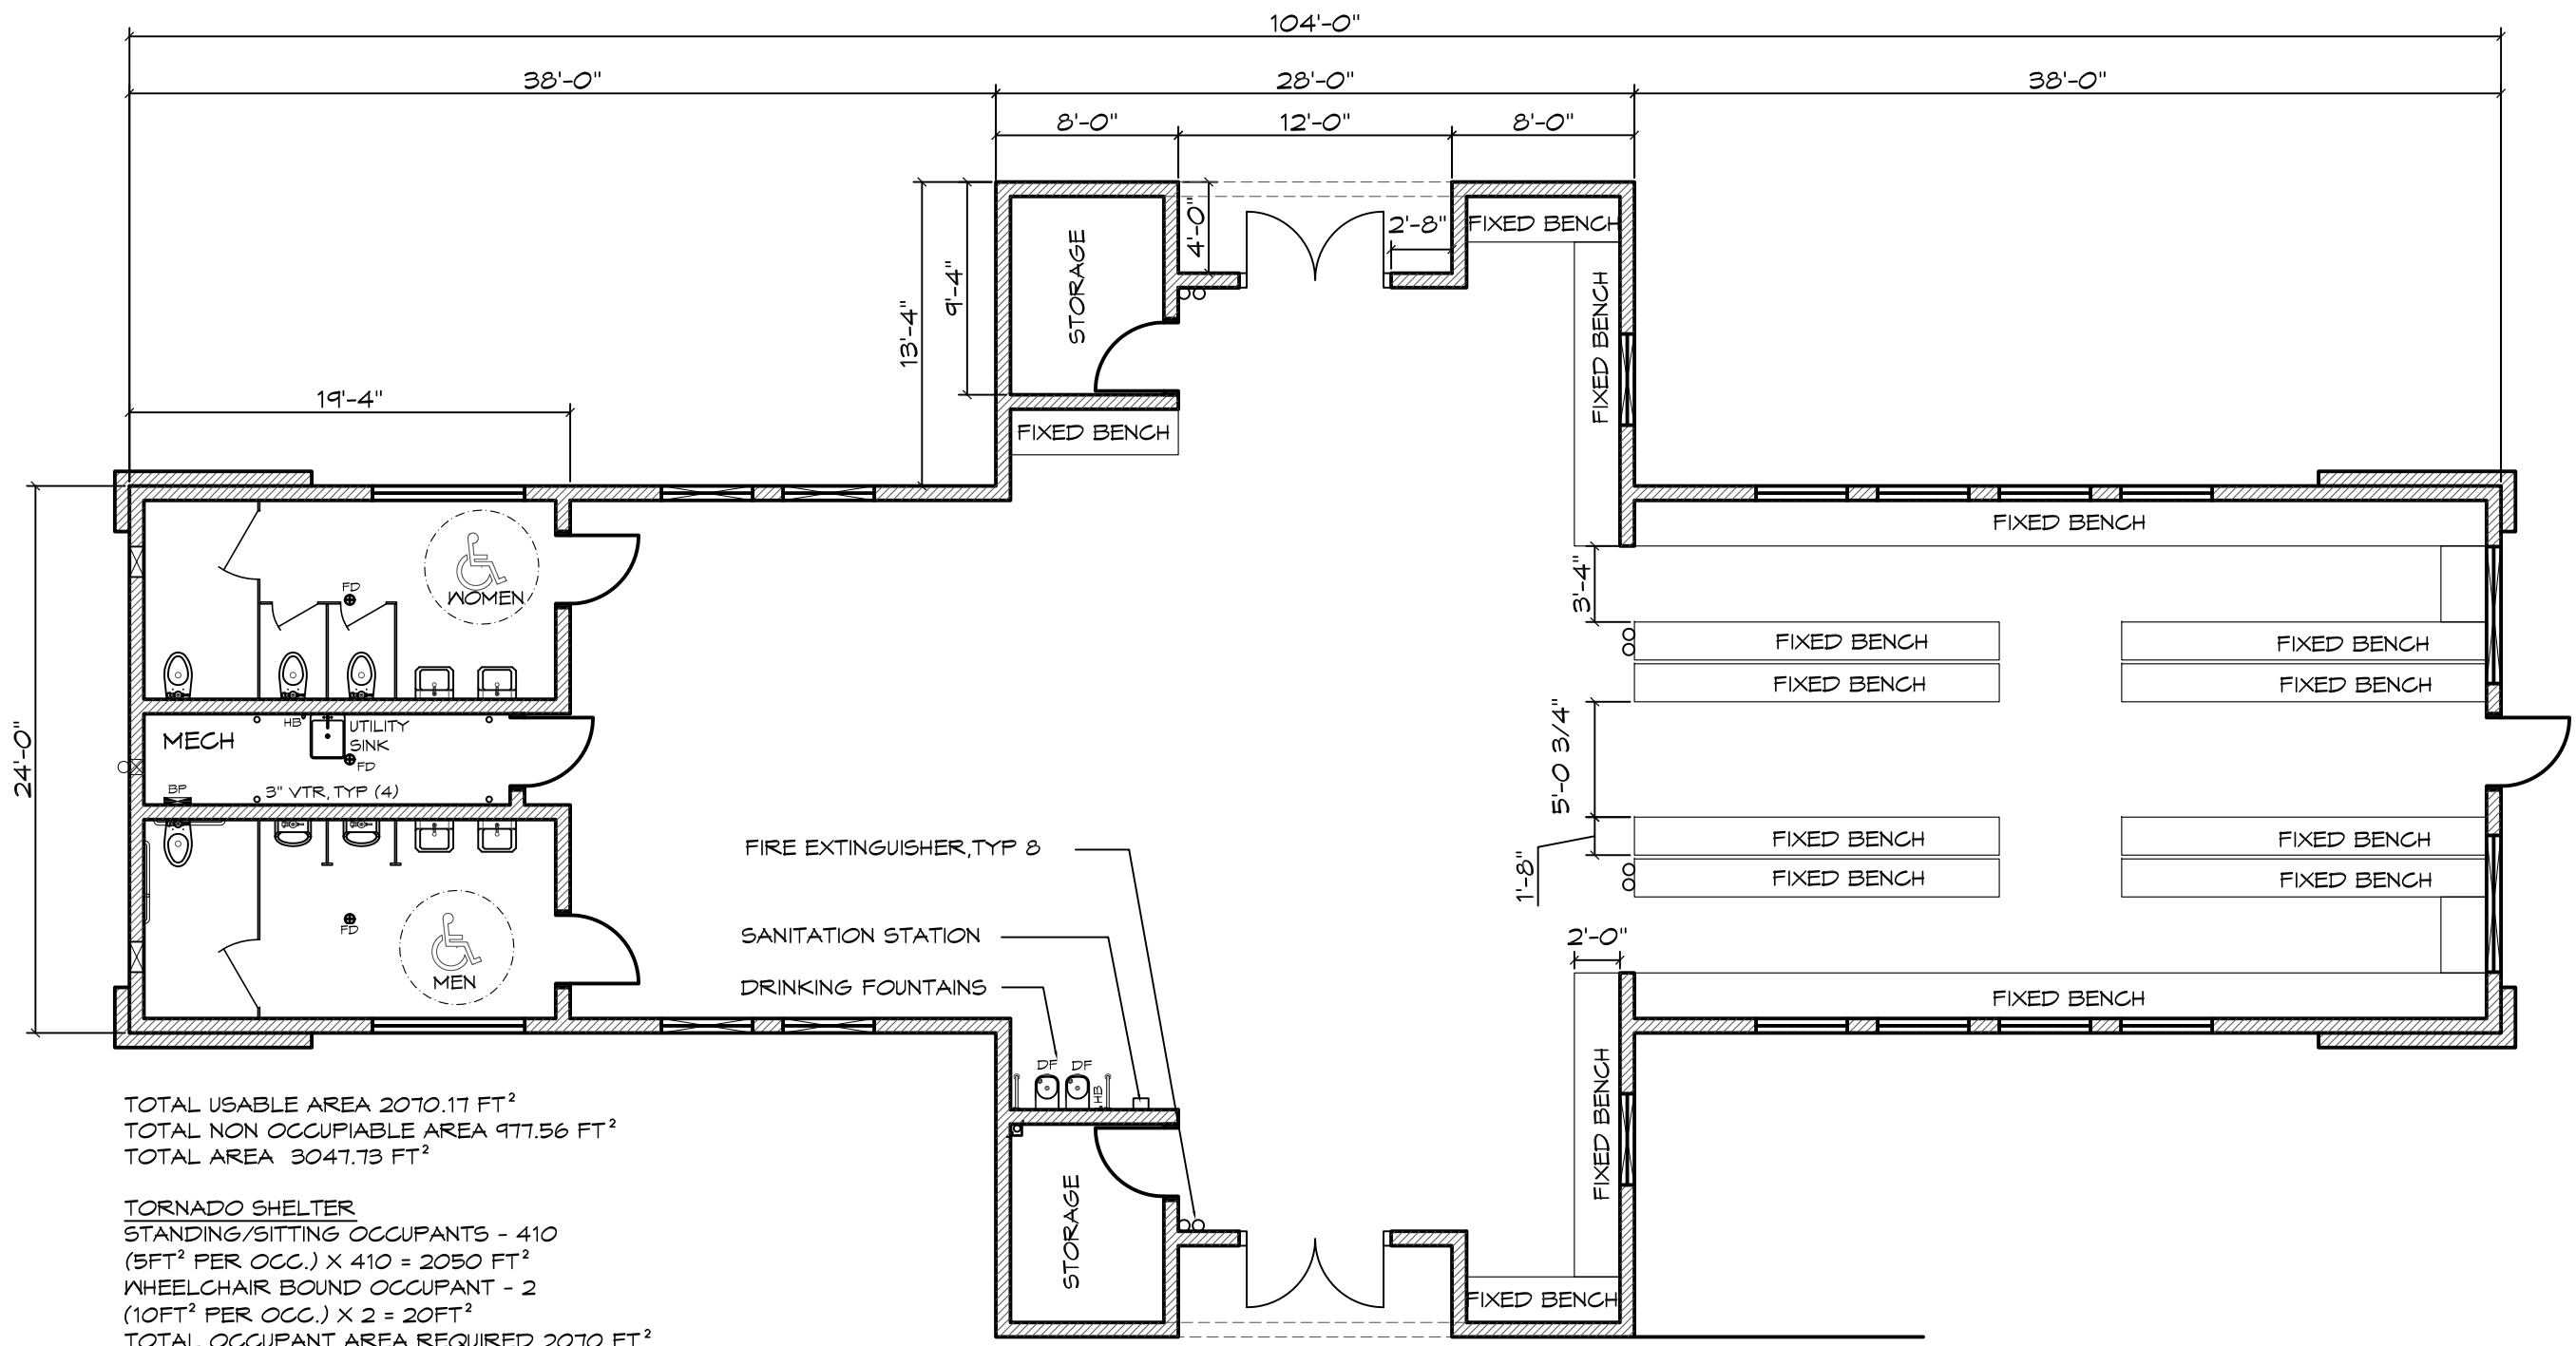 104'-0"
38'-0"
28'-0"
38'-0"
8'-0"
12'-0"
8'-0"
4'-0"
2'-8"
FIXED BENCH
STORAGE
9'-4"
13'-4"
FIXED BENCH
19'-4"
FIXED BENCH
FIXED BENCH
3'-4"
FD
WOMEN
FIXED BENCH
FIXED BENCH
FIXED BENCH
FIXED BENCH
24'-0"
MECH
HB
UTILITY
SINK
FD
BP
3" VTR, TYP (4)
5'-0 3/4"
FIXED BENCH
FIXED BENCH
FIXED BENCH
FIXED BENCH
1'-8"
FIRE EXTINGUISHER, TYP 8
SANITATION STATION
DRINKING FOUNTAINS
FD
MEN
2'-0"
FIXED BENCH
DF
DF
HB
FIXED BENCH
STORAGE
FIXED BENCH
TOTAL USABLE AREA 2070.17 FT²
TOTAL NON OCCUPIABLE AREA 977.56 FT²
TOTAL AREA 3047.73 FT²
TORNADO SHELTER
STANDING/SITTING OCCUPANTS - 410
(5FT² PER OCC.) X 410 = 2050 FT²
WHEELCHAIR BOUND OCCUPANT - 2
(10FT² PER OCC.) X 2 = 20FT²
TOTAL OCCUPANT AREA REQUIRED 2070 FT²